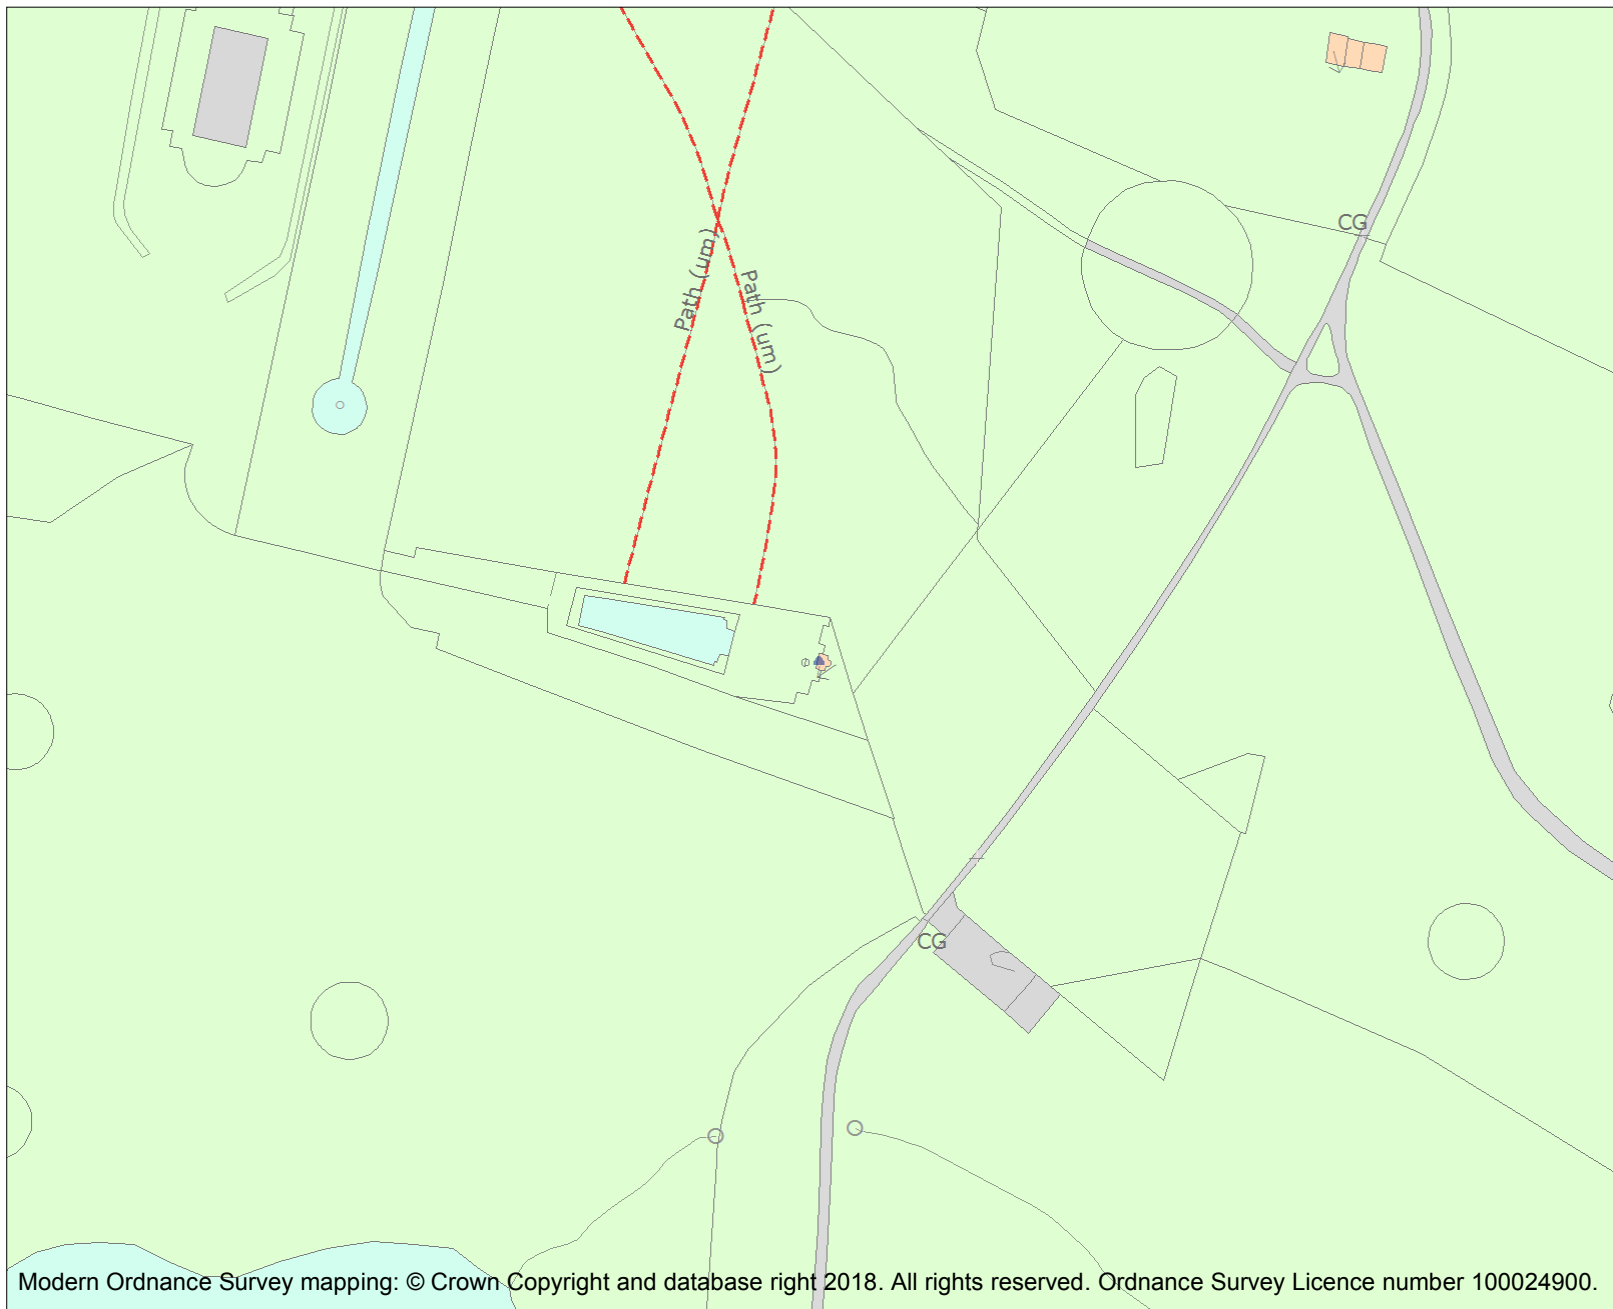 CG
Path (um)
Path (um)
CG
Modern Ordnance Survey mapping: © Crown Copyright and database right 2018. All rights reserved. Ordnance Survey Licence number 100024900.